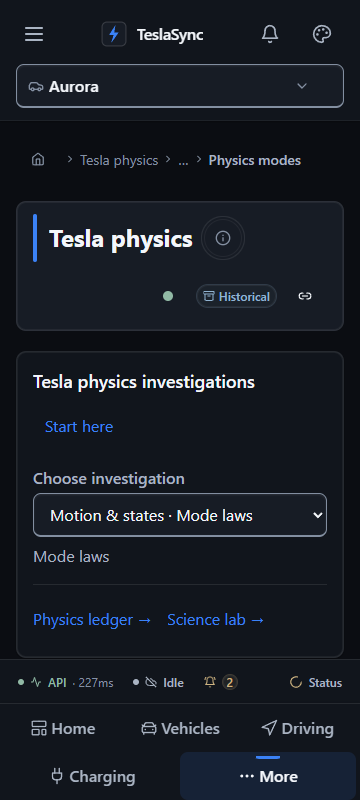 TeslaSync
Aurora
Tesla physics
...
Physics modes
Tesla physics
Historical
Tesla physics investigations
Start here
Choose investigation
Motion & states · Mode laws
Mode laws
Physics ledger → Science lab →
API · 227ms Idle 2 Status
Home Vehicles Driving
Charging ··· More